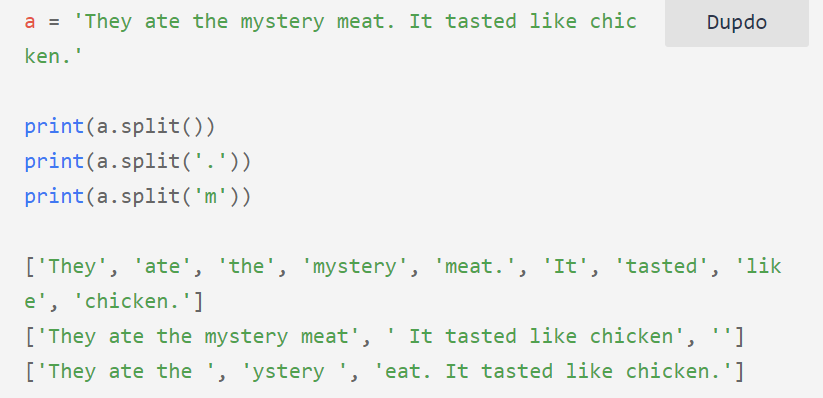 a = 'They ate the mystery meat. It tasted like chic
ken.'
Dupdo
print(a.split())
print(a.split('.'))
print(a.split('m'))
['They', 'ate', 'the', 'mystery', 'meat.', 'It', 'tasted', 'lik
e', 'chicken.']
['They ate the mystery meat', ' It tasted like chicken', '']
['They ate the ', 'ystery ', 'eat. It tasted like chicken.']